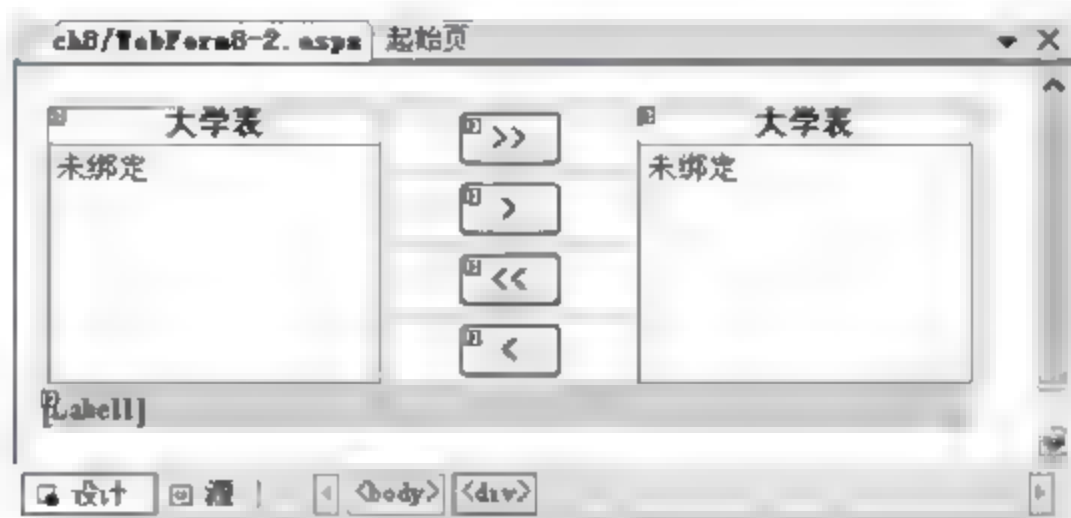 ch8/WebForm8-2.aspx 起始页
大学表 >> 大学表
未绑定 未绑定
>
<<
<
[Label1]
设计 源 <body> <div>